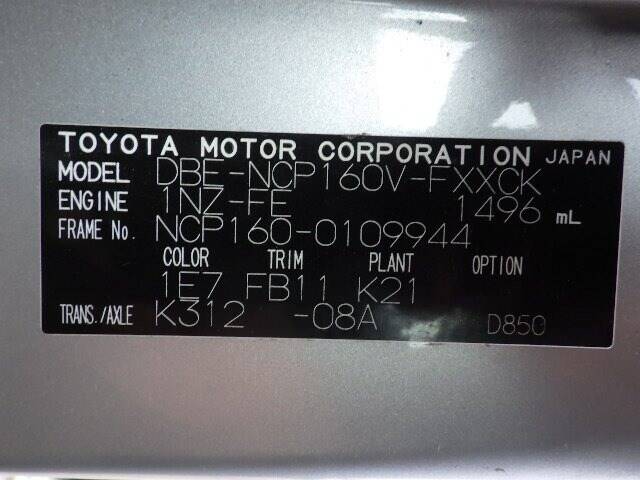 TOYOTA MOTOR CORPORATION JAPAN
MODEL DBE-NCP160V-FXXCK
ENGINE 1NZ-FE 1496 mL
FRAME No. NCP160-0109944
COLOR TRIM PLANT OPTION
1E7 FB11 K21
TRANS./AXLE K312 -08A D850